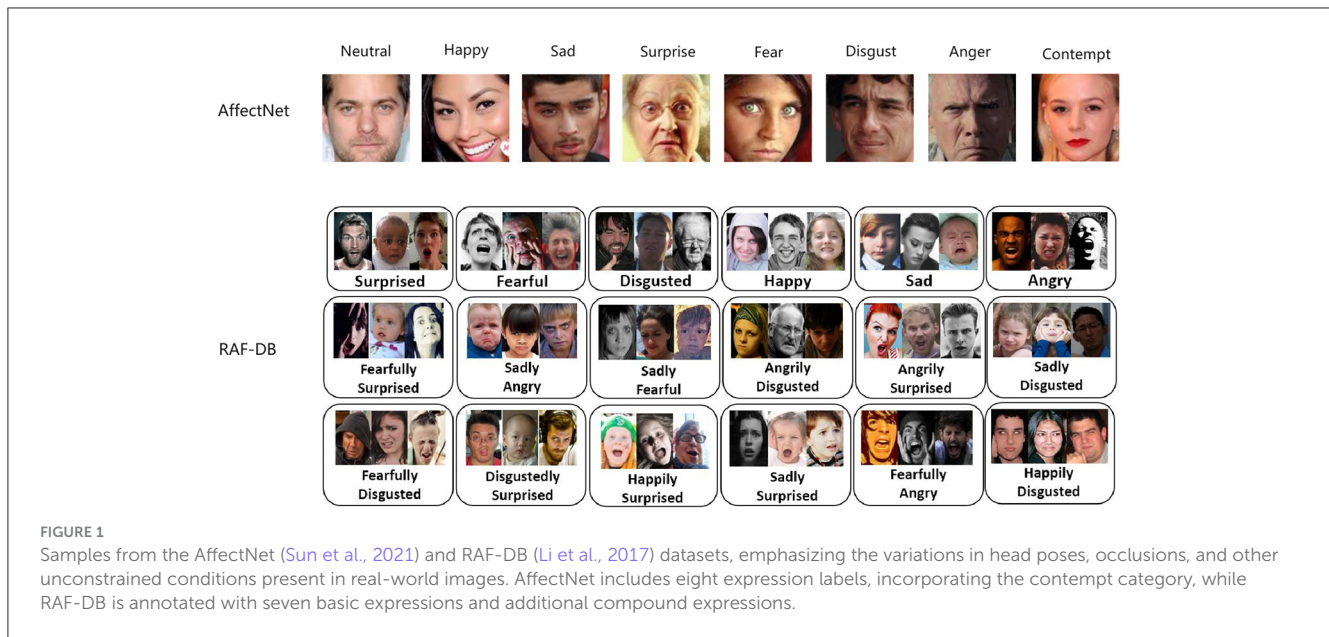 Neutral Happy Sad Surprise Fear Disgust Anger Contempt
AffectNet
Surprised Fearful Disgusted Happy Sad Angry
RAF-DB
Fearfully Sadly Sadly Angrily Angrily Sadly
Surprised Angry Fearful Disgusted Surprised Disgusted
Fearfully Disgustedly Happily Sadly Fearfully Happily
Disgusted Surprised Surprised Surprised Angry Disgusted
FIGURE 1
Samples from the AffectNet (Sun et al., 2021) and RAF-DB (Li et al., 2017) datasets, emphasizing the variations in head poses, occlusions, and other
unconstrained conditions present in real-world images. AffectNet includes eight expression labels, incorporating the contempt category, while
RAF-DB is annotated with seven basic expressions and additional compound expressions.